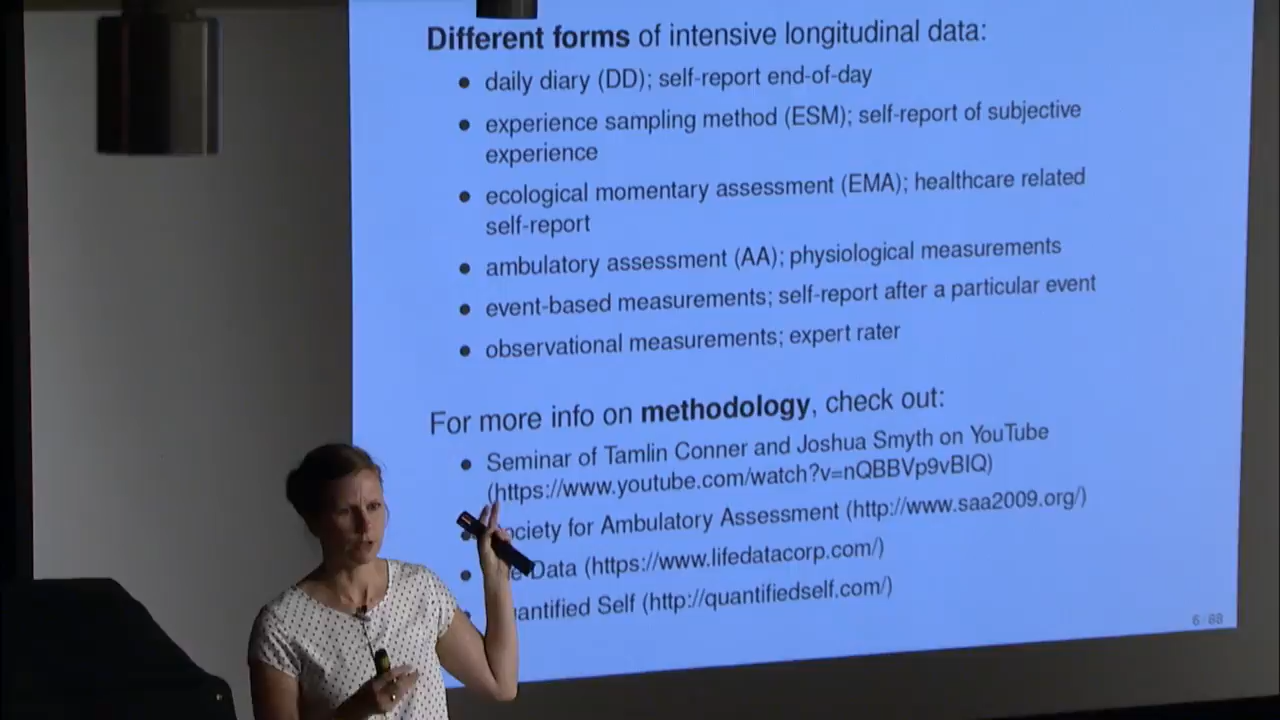 Different forms of intensive longitudinal data:
daily diary (DD); self-report end-of-day
experience sampling method (ESM); self-report of subjective
experience
ecological momentary assessment (EMA); healthcare related
self-report
ambulatory assessment (AA); physiological measurements
event-based measurements; self-report after a particular event
observational measurements; expert rater
For more info on methodology, check out:
Seminar of Tamlin Conner and Joshua Smyth on YouTube
(https://www.youtube.com/watch?v=nQBBVp9vBIQ)
for Ambulatory Assessment (http://www.saa2009.org/)
Data (https://www.lifedatacorp.com/)
Self (http://quantifiedself.com/)
6 / 68